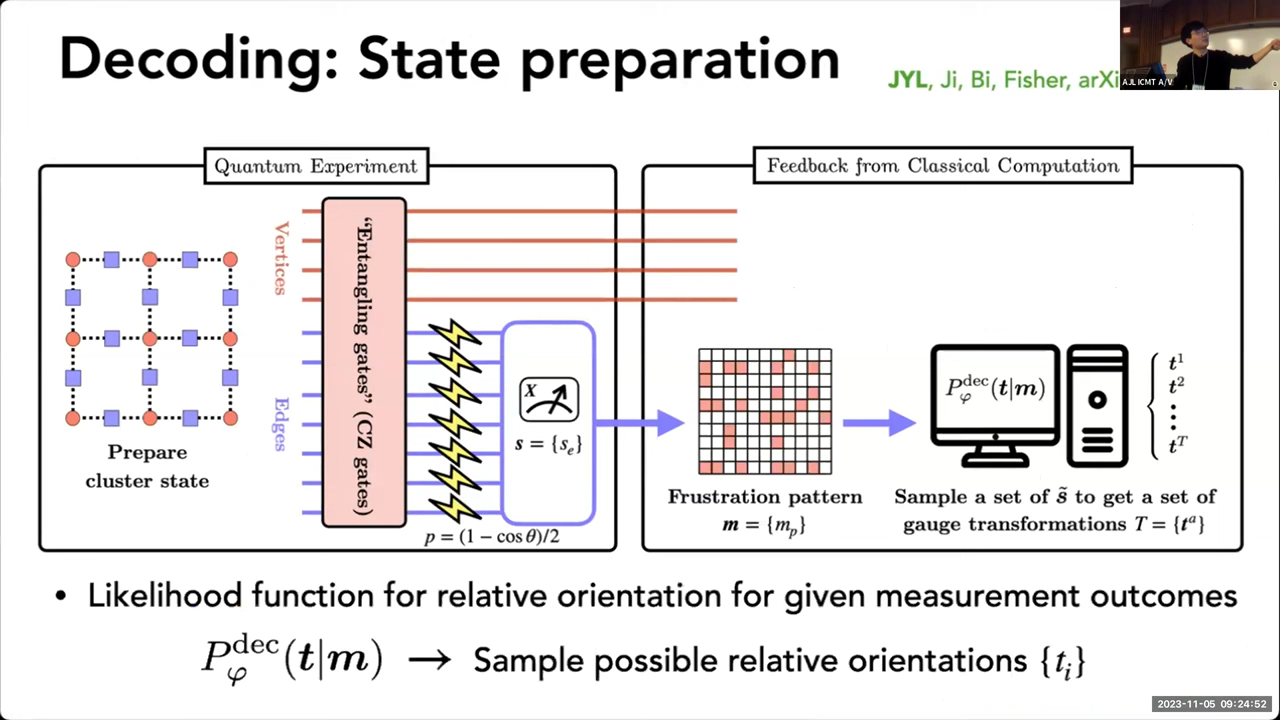 Decoding: State preparation
JYL, Ji, Bi, Fisher, arXi
AJL ICMT A/V
Quantum Experiment
Feedback from Classical Computation
Vertices
Edges
"Entangling gates" (CZ gates)
X
s = {s_e}
p = (1 − cos θ)/2
Prepare
cluster state
Frustration pattern
m = {m_p}
P_φ^dec(t|m)
t^1
t^2
⋮
t^T
Sample a set of s̃ to get a set of
gauge transformations T = {t^a}
• Likelihood function for relative orientation for given measurement outcomes
P_φ^dec(t|m) → Sample possible relative orientations {t_i}
2023-11-05 09:24:52